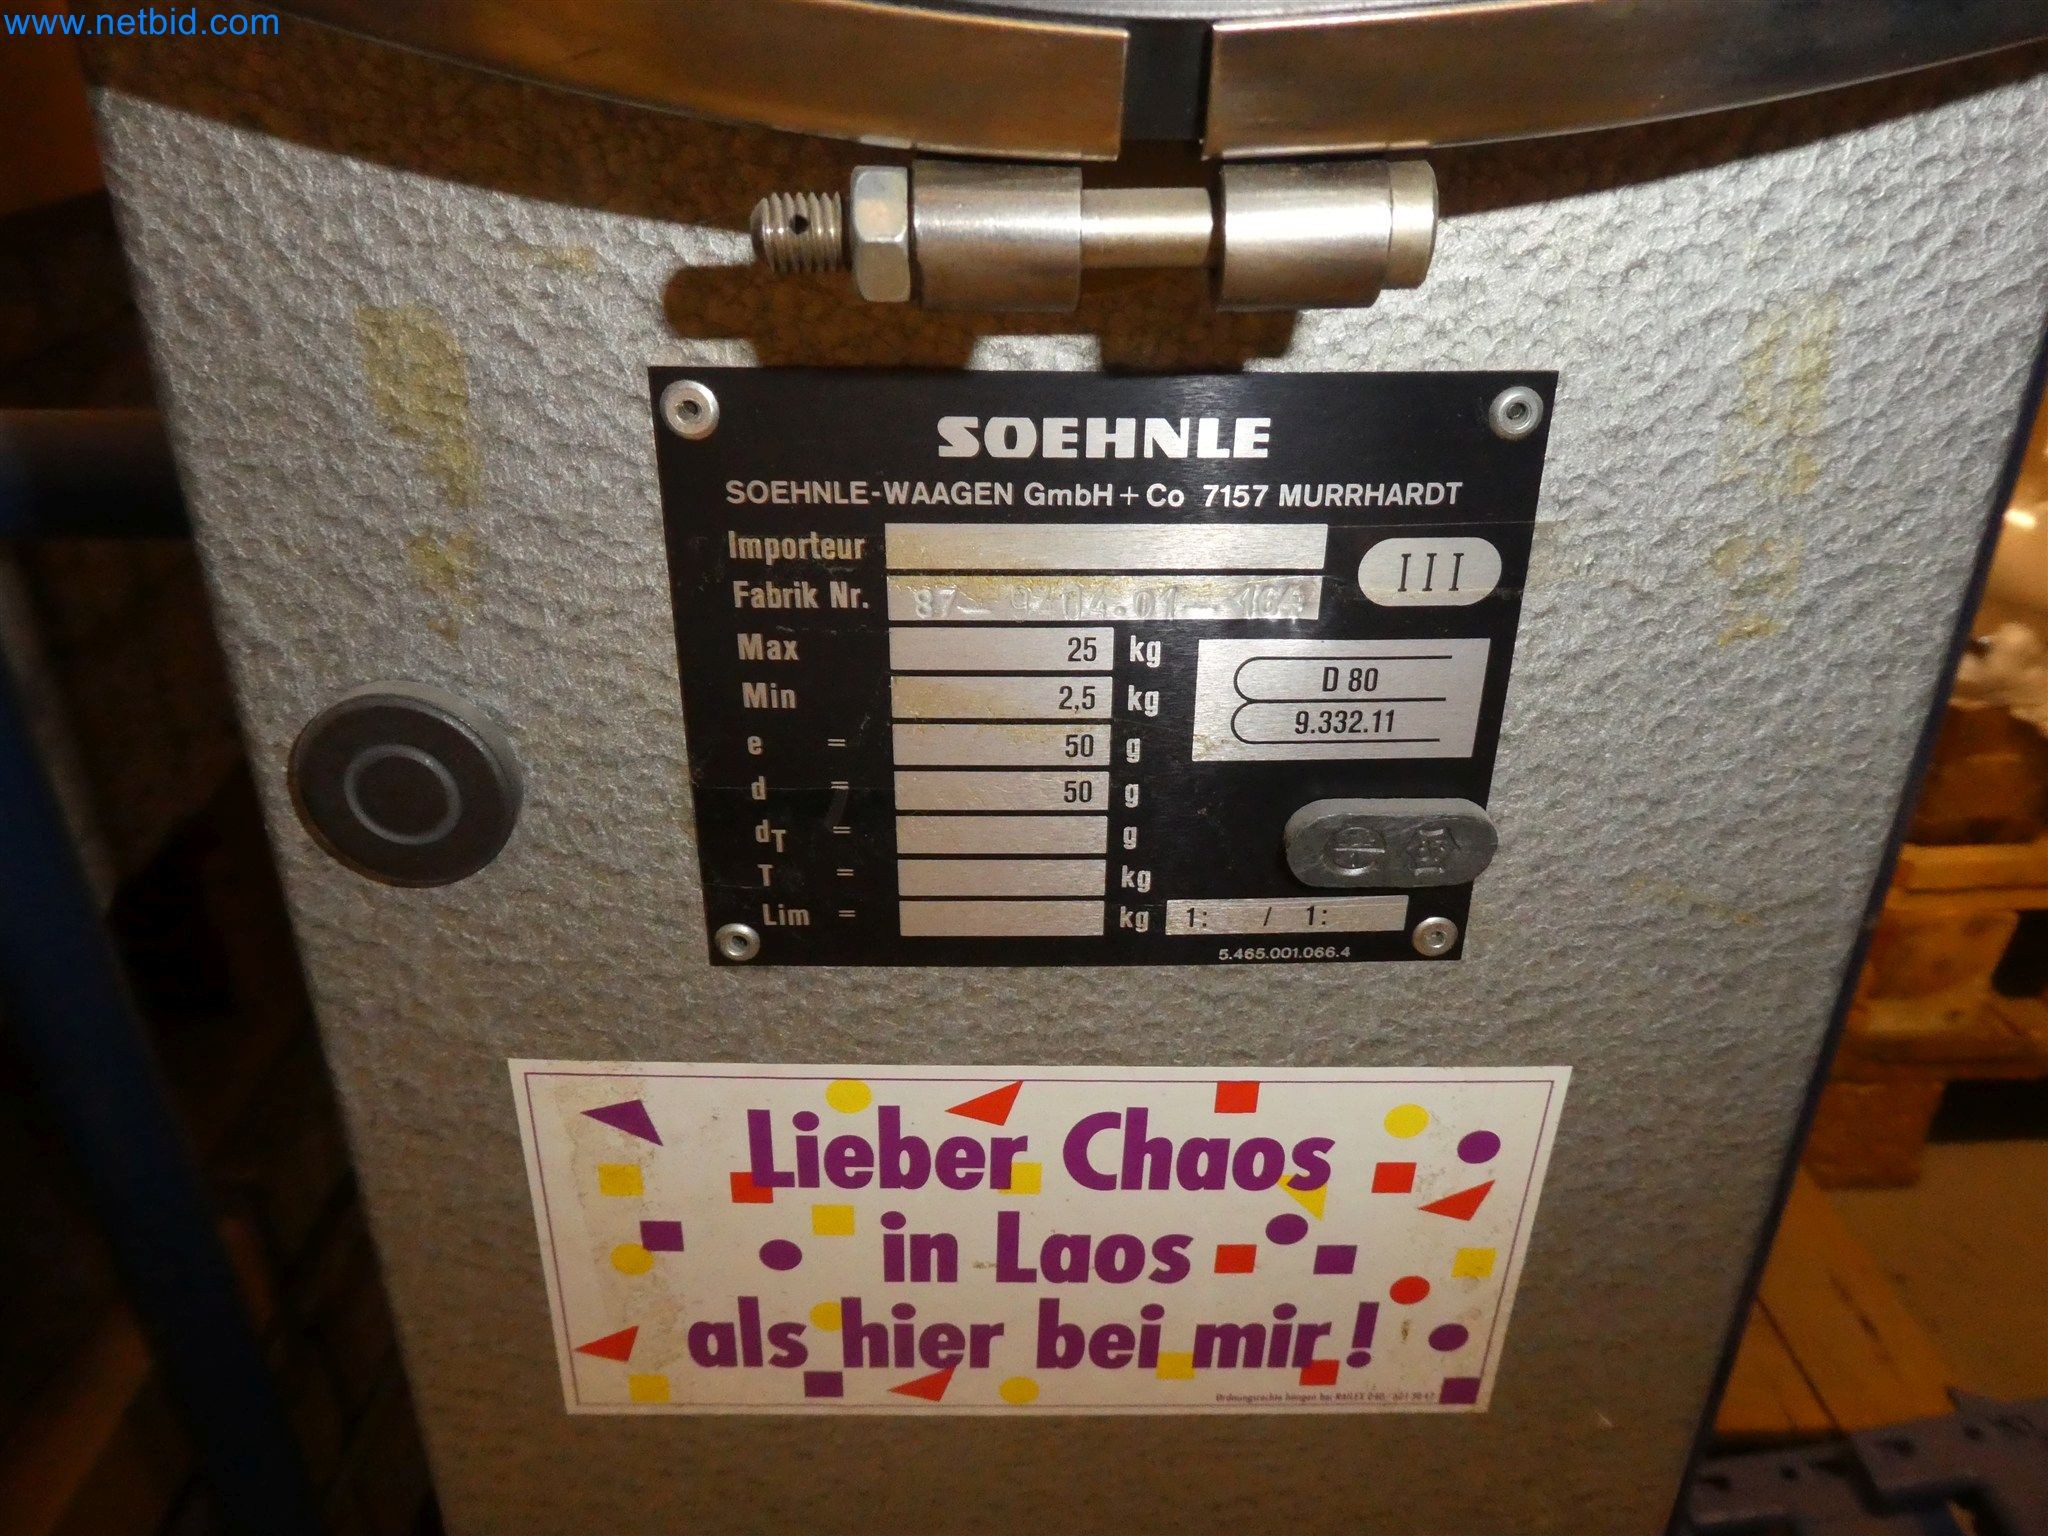 www.netbid.com
SOEHNLE
SOEHNLE-WAAGEN GmbH + Co 7157 MURRHARDT
Importeur
III
Fabrik Nr. 87-
Max 25 kg
Min 2,5 kg
D 80
9.332.11
e = 50 g
d = 50 g
dT = g
T = kg
Lim = kg 1: / 1:
5.465.001.066.4
Lieber Chaos
in Laos
als hier bei mir!